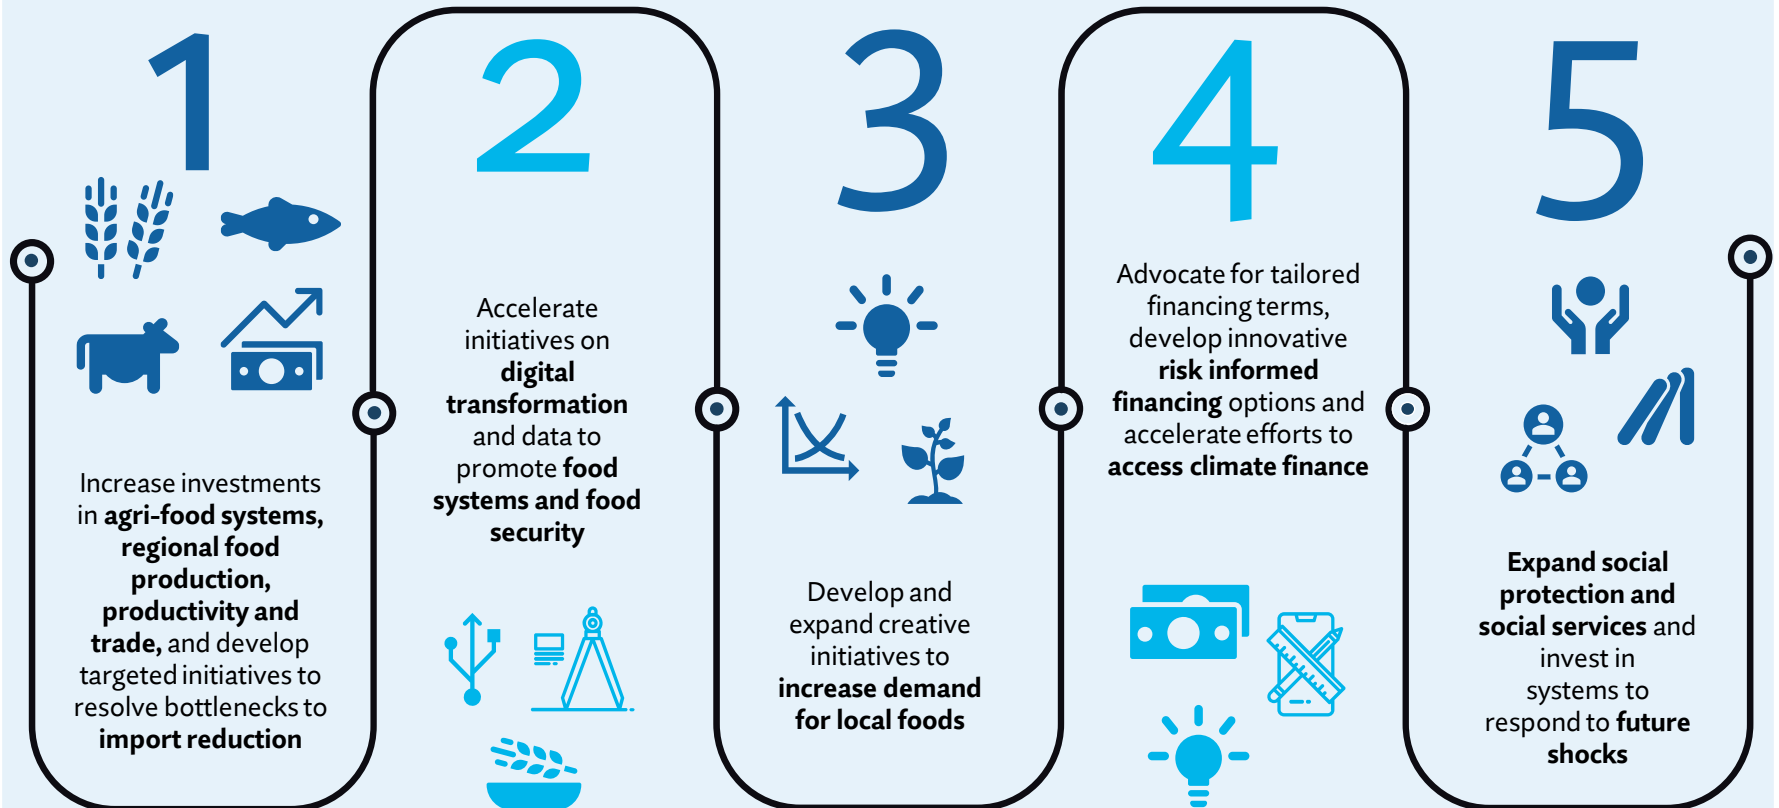 1
Increase investments
in agri-food systems,
regional food
production,
productivity and
trade, and develop
targeted initiatives to
resolve bottlenecks to
import reduction
2
Accelerate
initiatives on
digital
transformation
and data to
promote food
systems and food
security
3
Develop and
expand creative
initiatives to
increase demand
for local foods
4
Advocate for tailored
financing terms,
develop innovative
risk informed
financing options and
accelerate efforts to
access climate finance
5
Expand social
protection and
social services and
invest in
systems to
respond to future
shocks